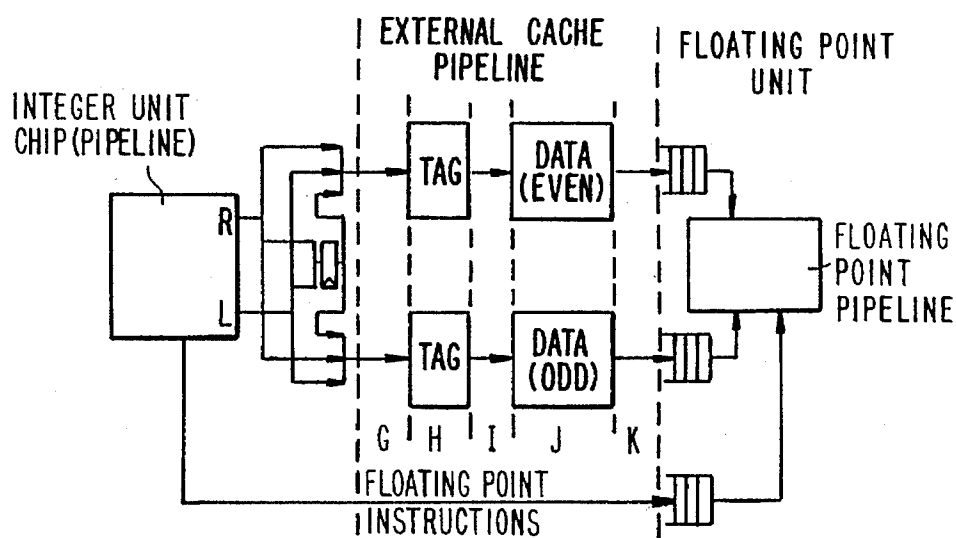 EXTERNAL CACHE
PIPELINE
FLOATING POINT
UNIT
INTEGER UNIT
CHIP(PIPELINE)
R
L
TAG
DATA
(EVEN)
TAG
DATA
(ODD)
FLOATING
POINT
PIPELINE
G H I J K
FLOATING POINT
INSTRUCTIONS